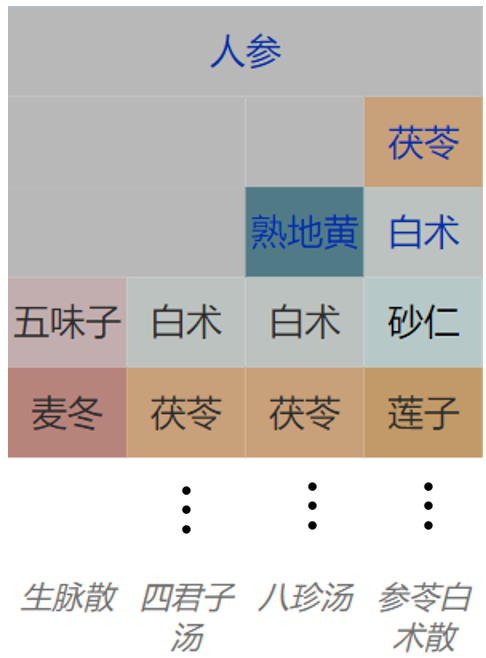 人参
茯苓
熟地黄 白术
五味子 白术 白术 砂仁
麦冬 茯苓 茯苓 莲子
生脉散 四君子 八珍汤 参苓白
汤 术散